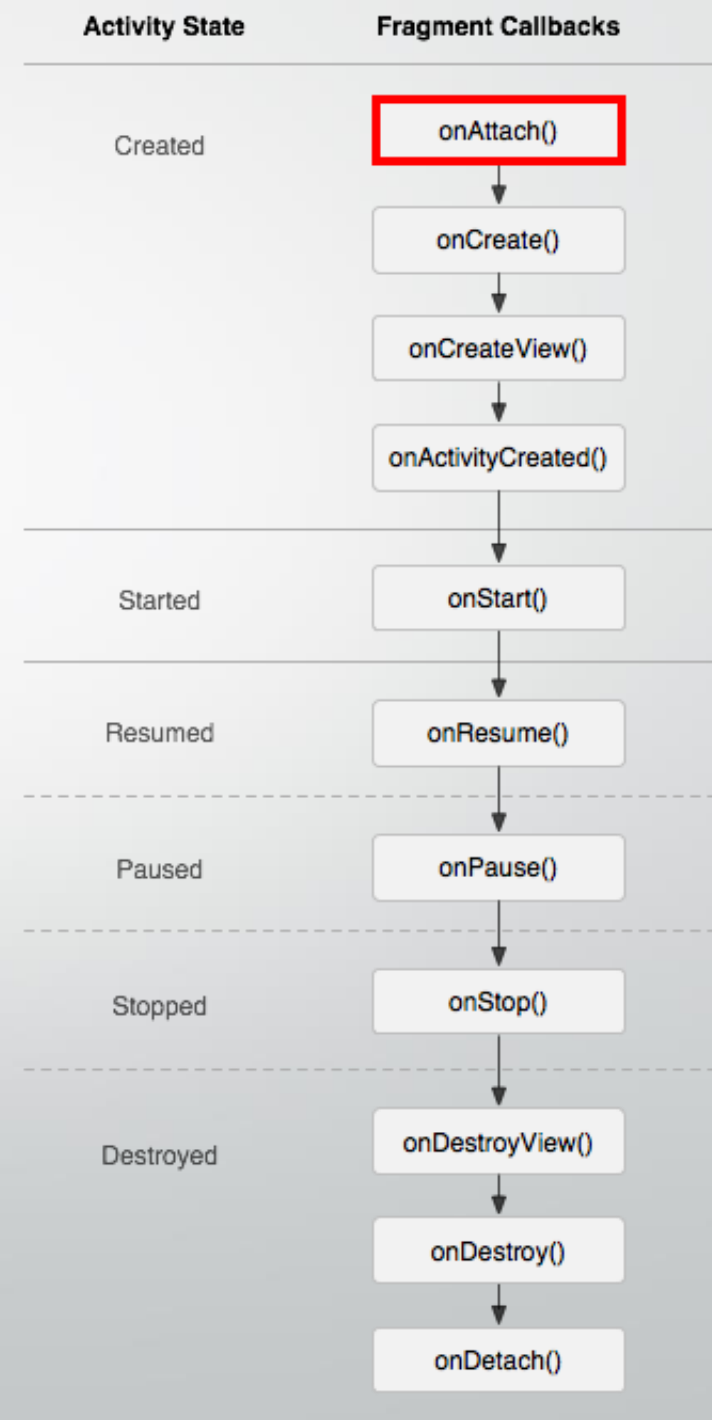 Activity State Fragment Callbacks
onAttach()
Created
onCreate()
onCreateView()
onActivityCreated()
Started onStart()
Resumed onResume()
Paused onPause()
Stopped onStop()
onDestroyView()
Destroyed
onDestroy()
onDetach()